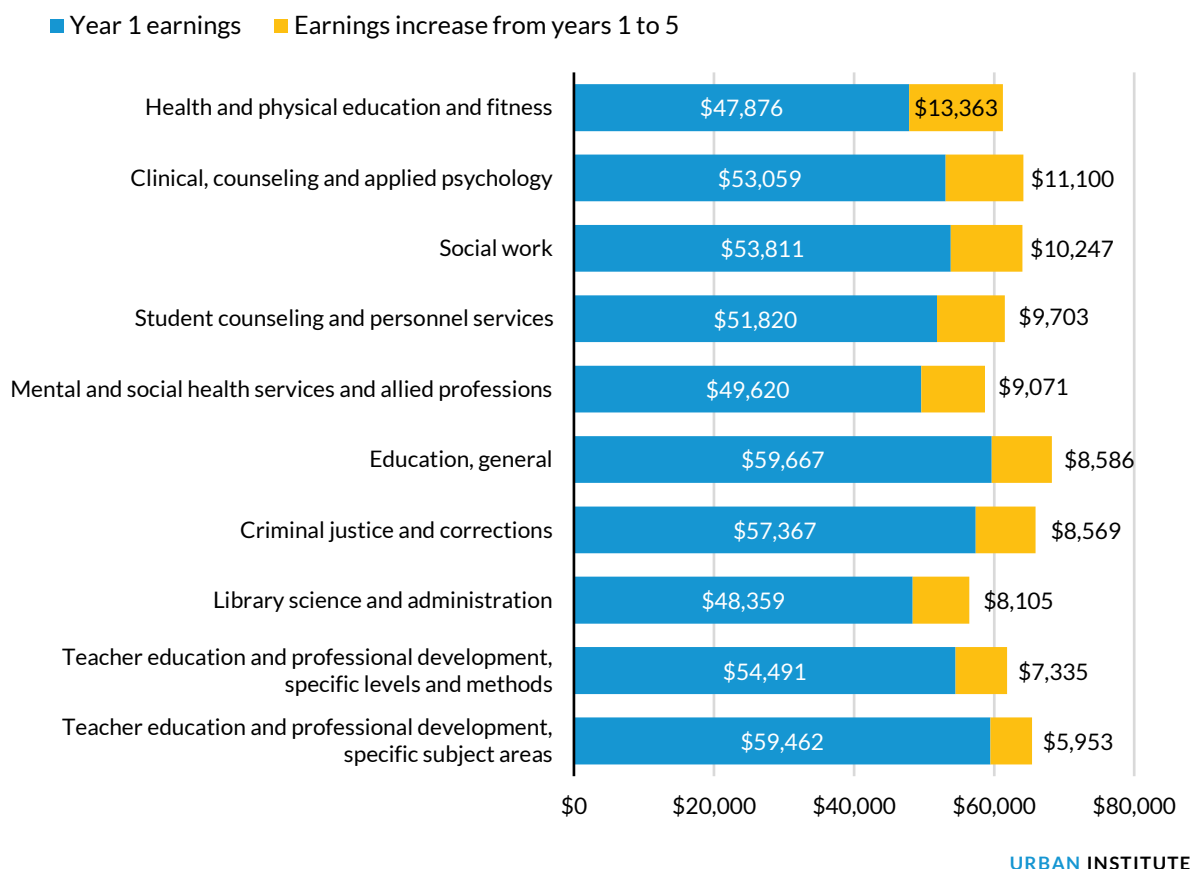 Year 1 earnings Earnings increase from years 1 to 5
Health and physical education and fitness $47,876 $13,363
Clinical, counseling and applied psychology $53,059 $11,100
Social work $53,811 $10,247
Student counseling and personnel services $51,820 $9,703
Mental and social health services and allied professions $49,620 $9,071
Education, general $59,667 $8,586
Criminal justice and corrections $57,367 $8,569
Library science and administration $48,359 $8,105
Teacher education and professional development,
specific levels and methods $54,491 $7,335
Teacher education and professional development,
specific subject areas $59,462 $5,953
$0 $20,000 $40,000 $60,000 $80,000
URBAN INSTITUTE